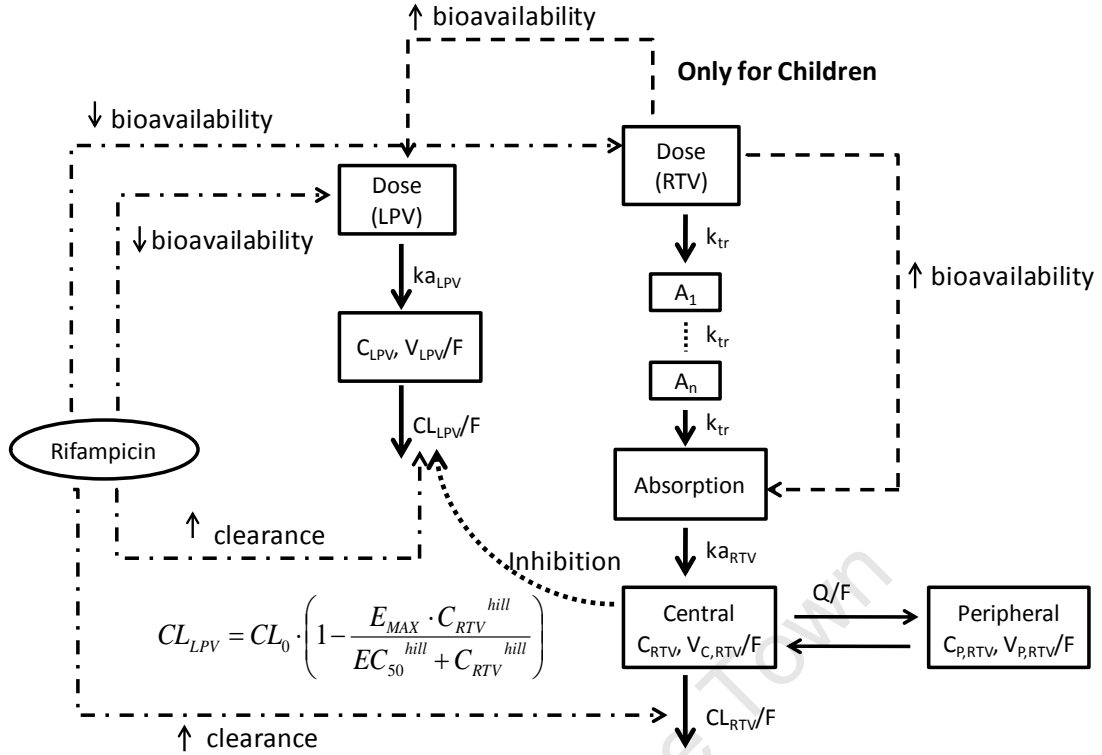 ↑ bioavailability
Only for Children
↓ bioavailability
Dose
(RTV)
Dose
(LPV)
↓ bioavailability
k_tr
ka_LPV
A_1
↑ bioavailability
C_LPV, V_LPV/F
k_tr
A_n
CL_LPV/F
k_tr
Rifampicin
Absorption
↑ clearance
Inhibition
ka_RTV
CL_LPV = CL_0 · (1 − (E_MAX · C_RTV^hill) / (EC_50^hill + C_RTV^hill))
Central
C_RTV, V_C,RTV/F
Q/F
Peripheral
C_P,RTV, V_P,RTV/F
CL_RTV/F
↑ clearance
Town